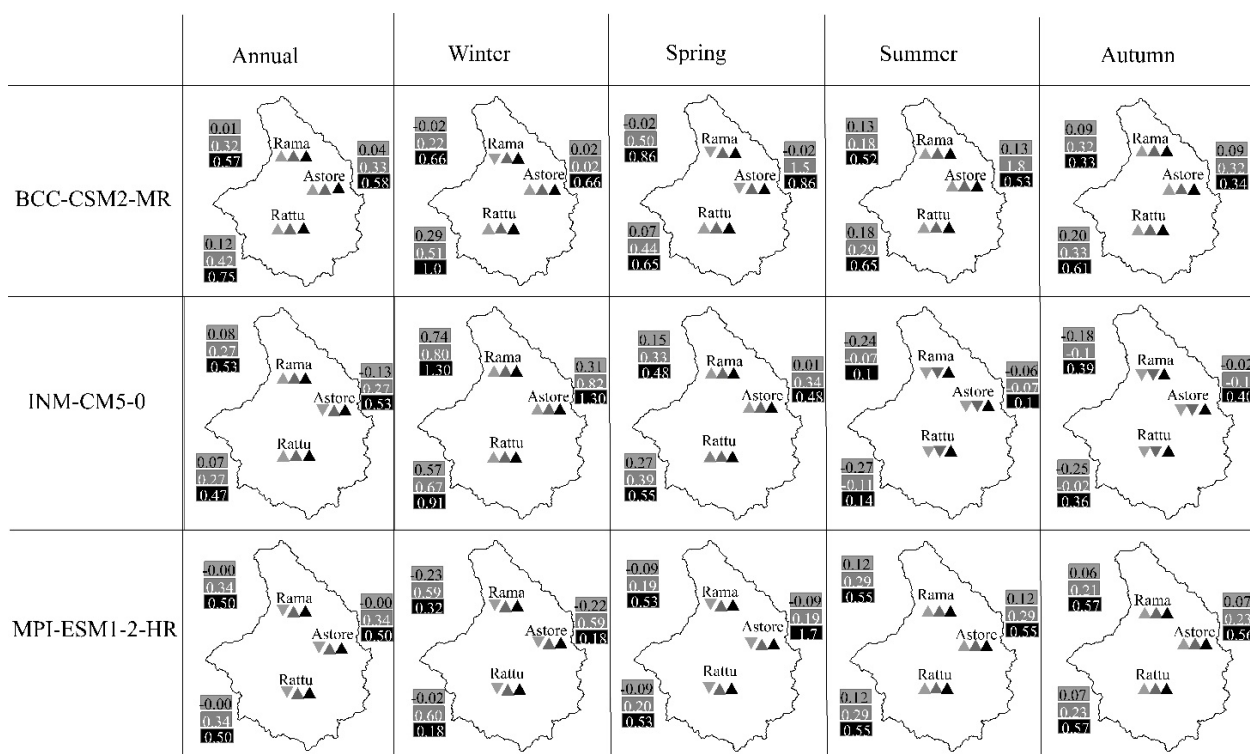 Annual Winter Spring Summer Autumn
BCC-CSM2-MR
0.01
0.32
0.57
Rama
0.04
0.33
0.58
Astore
Rattu
0.12
0.42
0.75
-0.02
0.22
0.66
Rama
0.02
0.02
0.66
Astore
Rattu
0.29
0.51
1.0
-0.02
0.50
0.86
Rama
-0.02
1.5
0.86
Astore
Rattu
0.07
0.44
0.65
0.13
0.18
0.52
Rama
0.13
1.8
0.53
Astore
Rattu
0.18
0.29
0.65
0.09
0.32
0.33
Rama
0.09
0.32
0.34
Astore
Rattu
0.20
0.33
0.61
INM-CM5-0
0.08
0.27
0.53
Rama
-0.13
0.27
0.53
Astore
Rattu
0.07
0.27
0.47
0.74
0.80
1.30
Rama
0.31
0.82
1.30
Astore
Rattu
0.57
0.67
0.91
0.15
0.33
0.48
Rama
0.01
0.34
0.48
Astore
Rattu
0.27
0.39
0.55
-0.24
-0.07
0.1
Rama
-0.06
-0.07
0.1
Astore
Rattu
-0.27
-0.11
0.14
-0.18
-0.1
0.39
Rama
-0.02
-0.1
0.40
Astore
Rattu
-0.25
-0.02
0.36
MPI-ESM1-2-HR
-0.00
0.34
0.50
Rama
-0.00
0.34
0.50
Astore
Rattu
-0.00
0.34
0.50
-0.23
0.59
0.32
Rama
-0.22
0.59
0.18
Astore
Rattu
-0.02
0.60
0.18
-0.09
0.19
0.53
Rama
-0.09
0.19
1.7
Astore
Rattu
-0.09
0.20
0.53
0.12
0.29
0.55
Rama
0.12
0.29
0.55
Astore
Rattu
0.12
0.29
0.55
0.06
0.21
0.57
Rama
0.07
0.23
0.56
Astore
Rattu
0.07
0.23
0.57